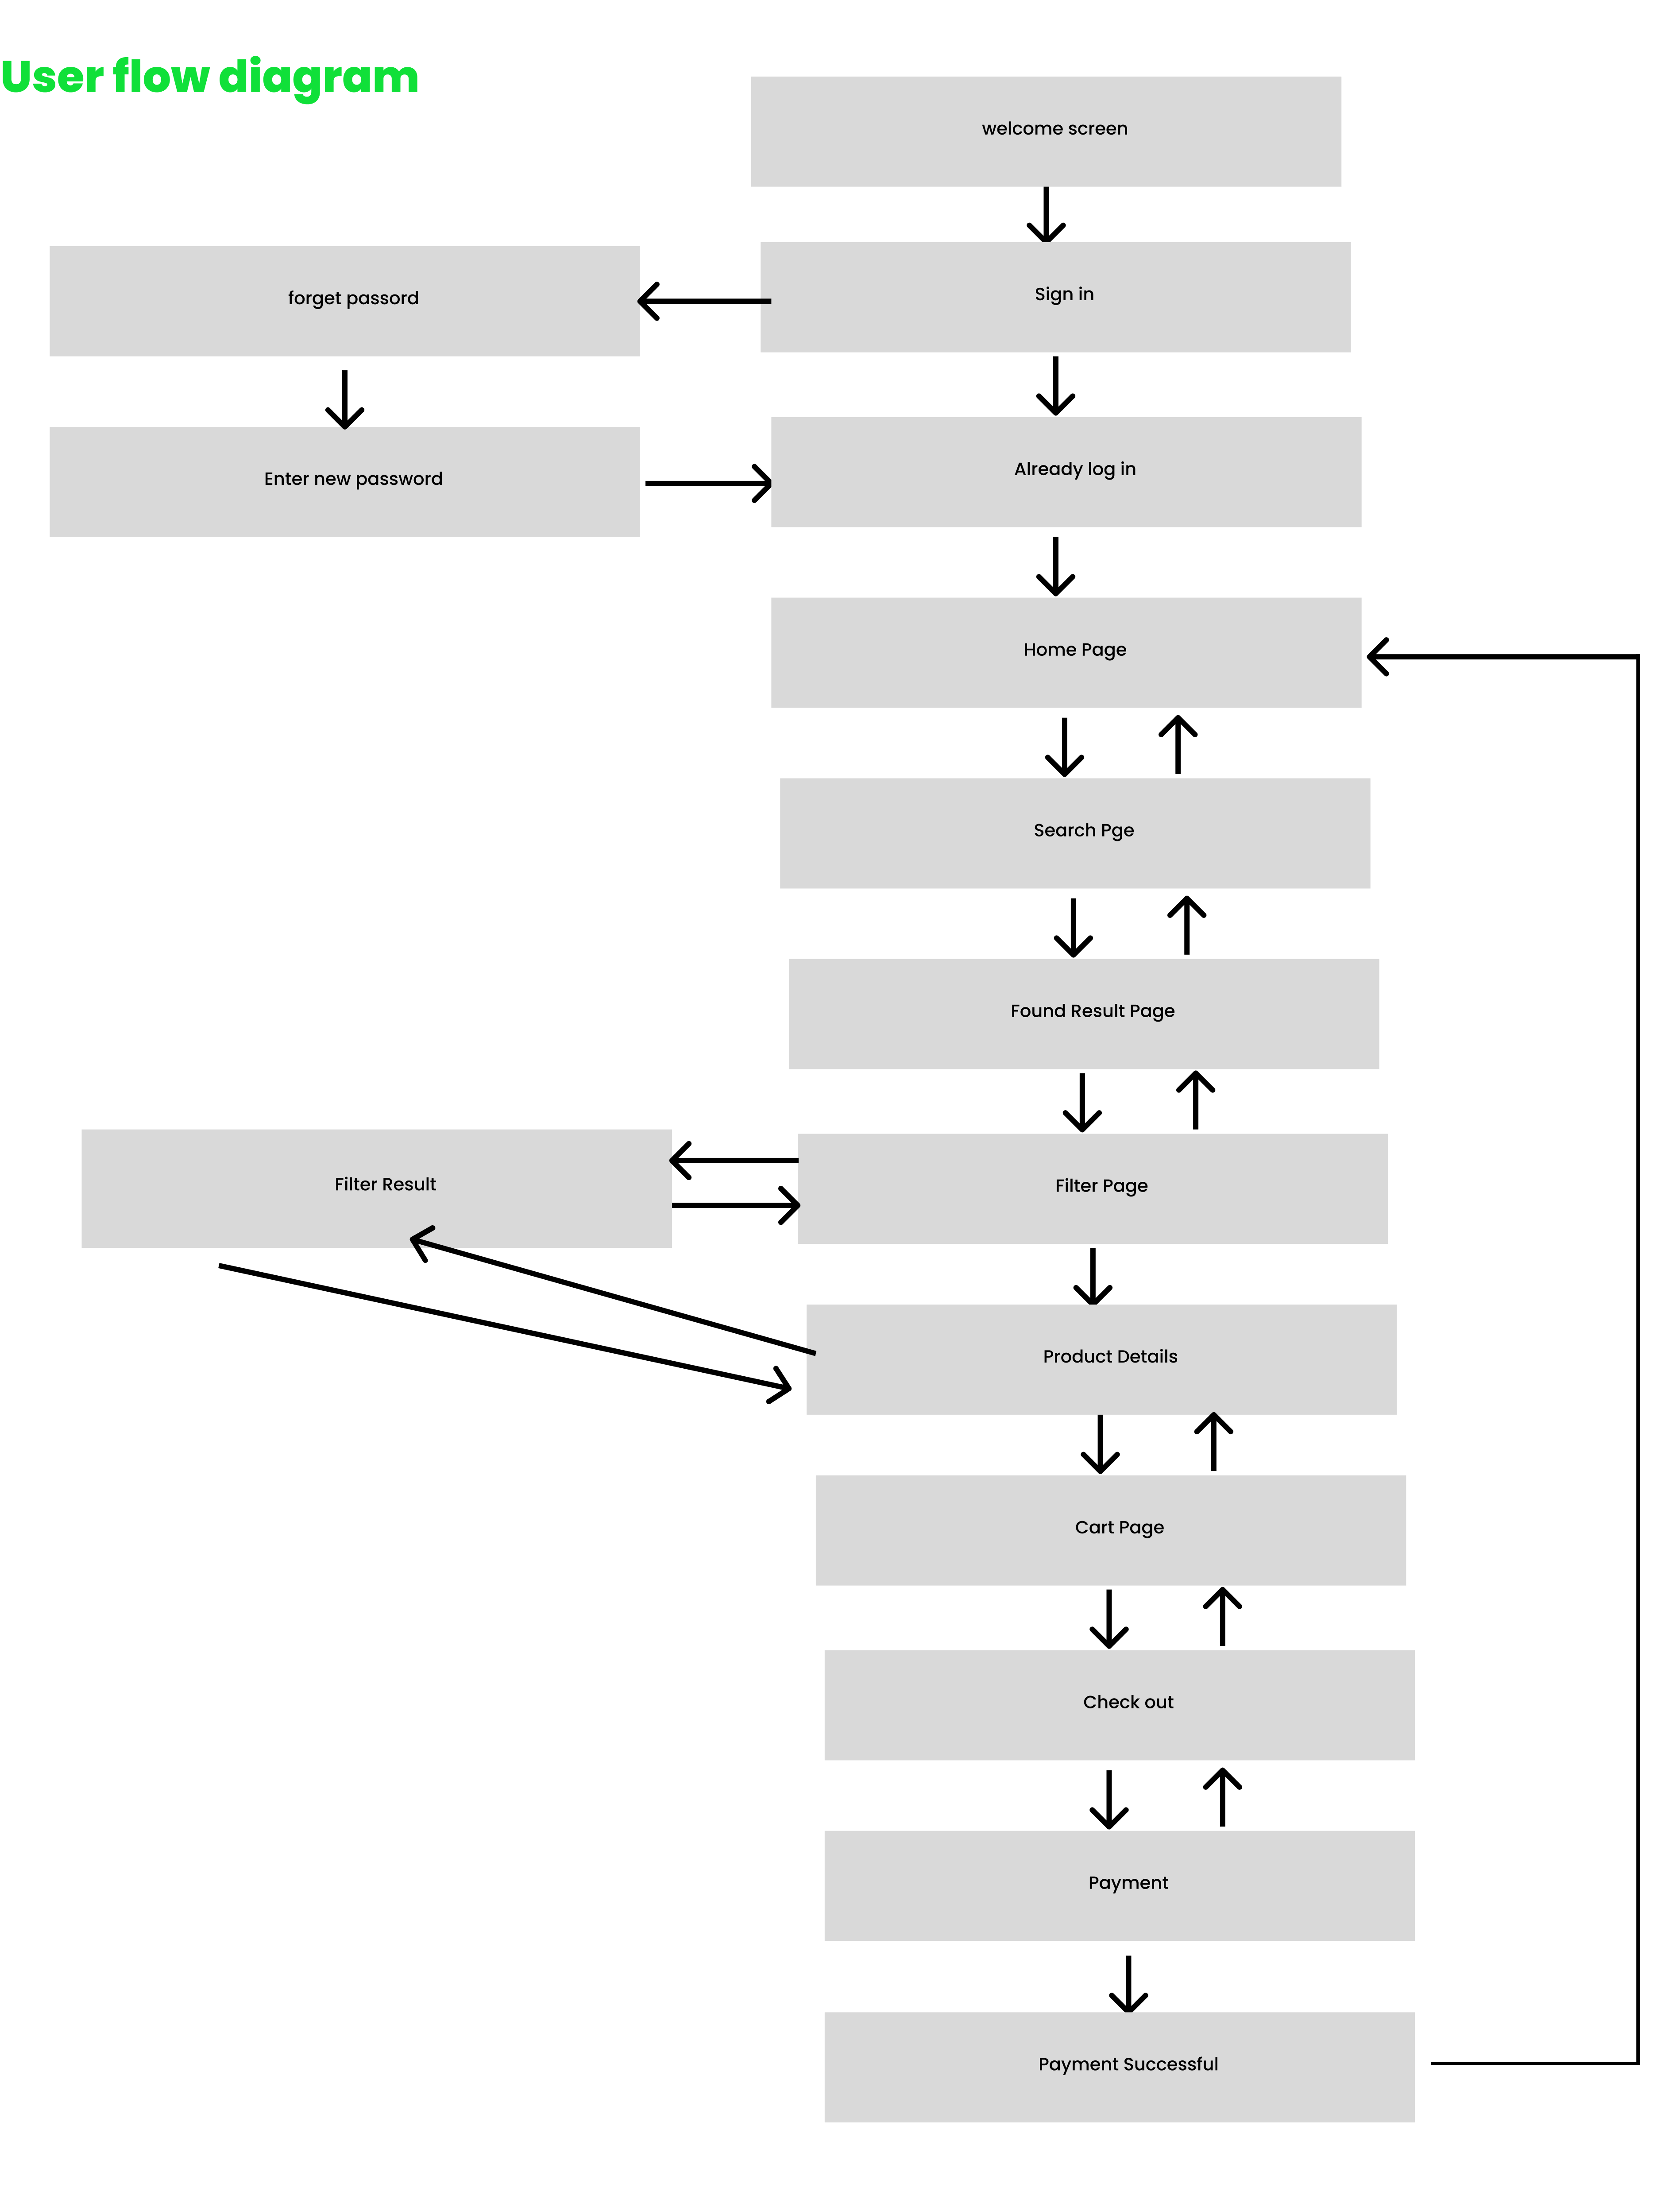 User flow diagram
welcome screen
forget passord
Sign in
Enter new password
Already log in
Home Page
Search Pge
Found Result Page
Filter Result
Filter Page
Product Details
Cart Page
Check out
Payment
Payment Successful